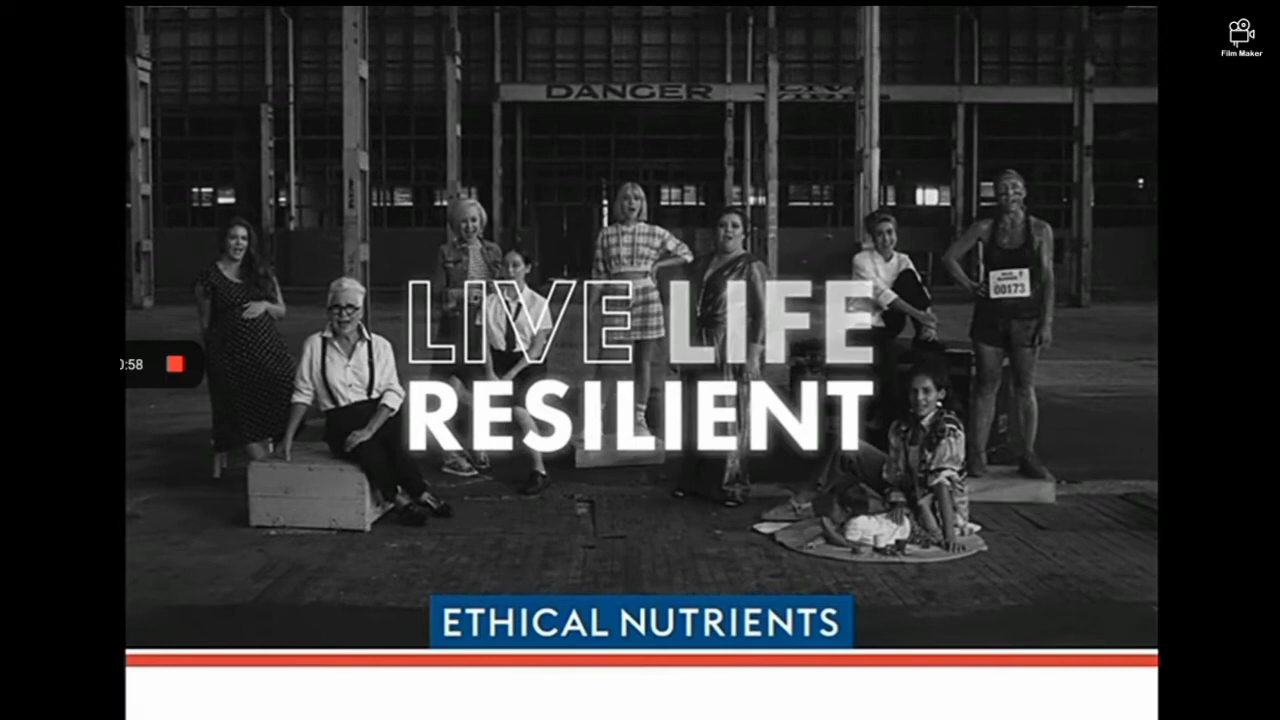 Film Maker
DANGER
LIVE LIFE
RESILIENT
00173
0:58
ETHICAL NUTRIENTS